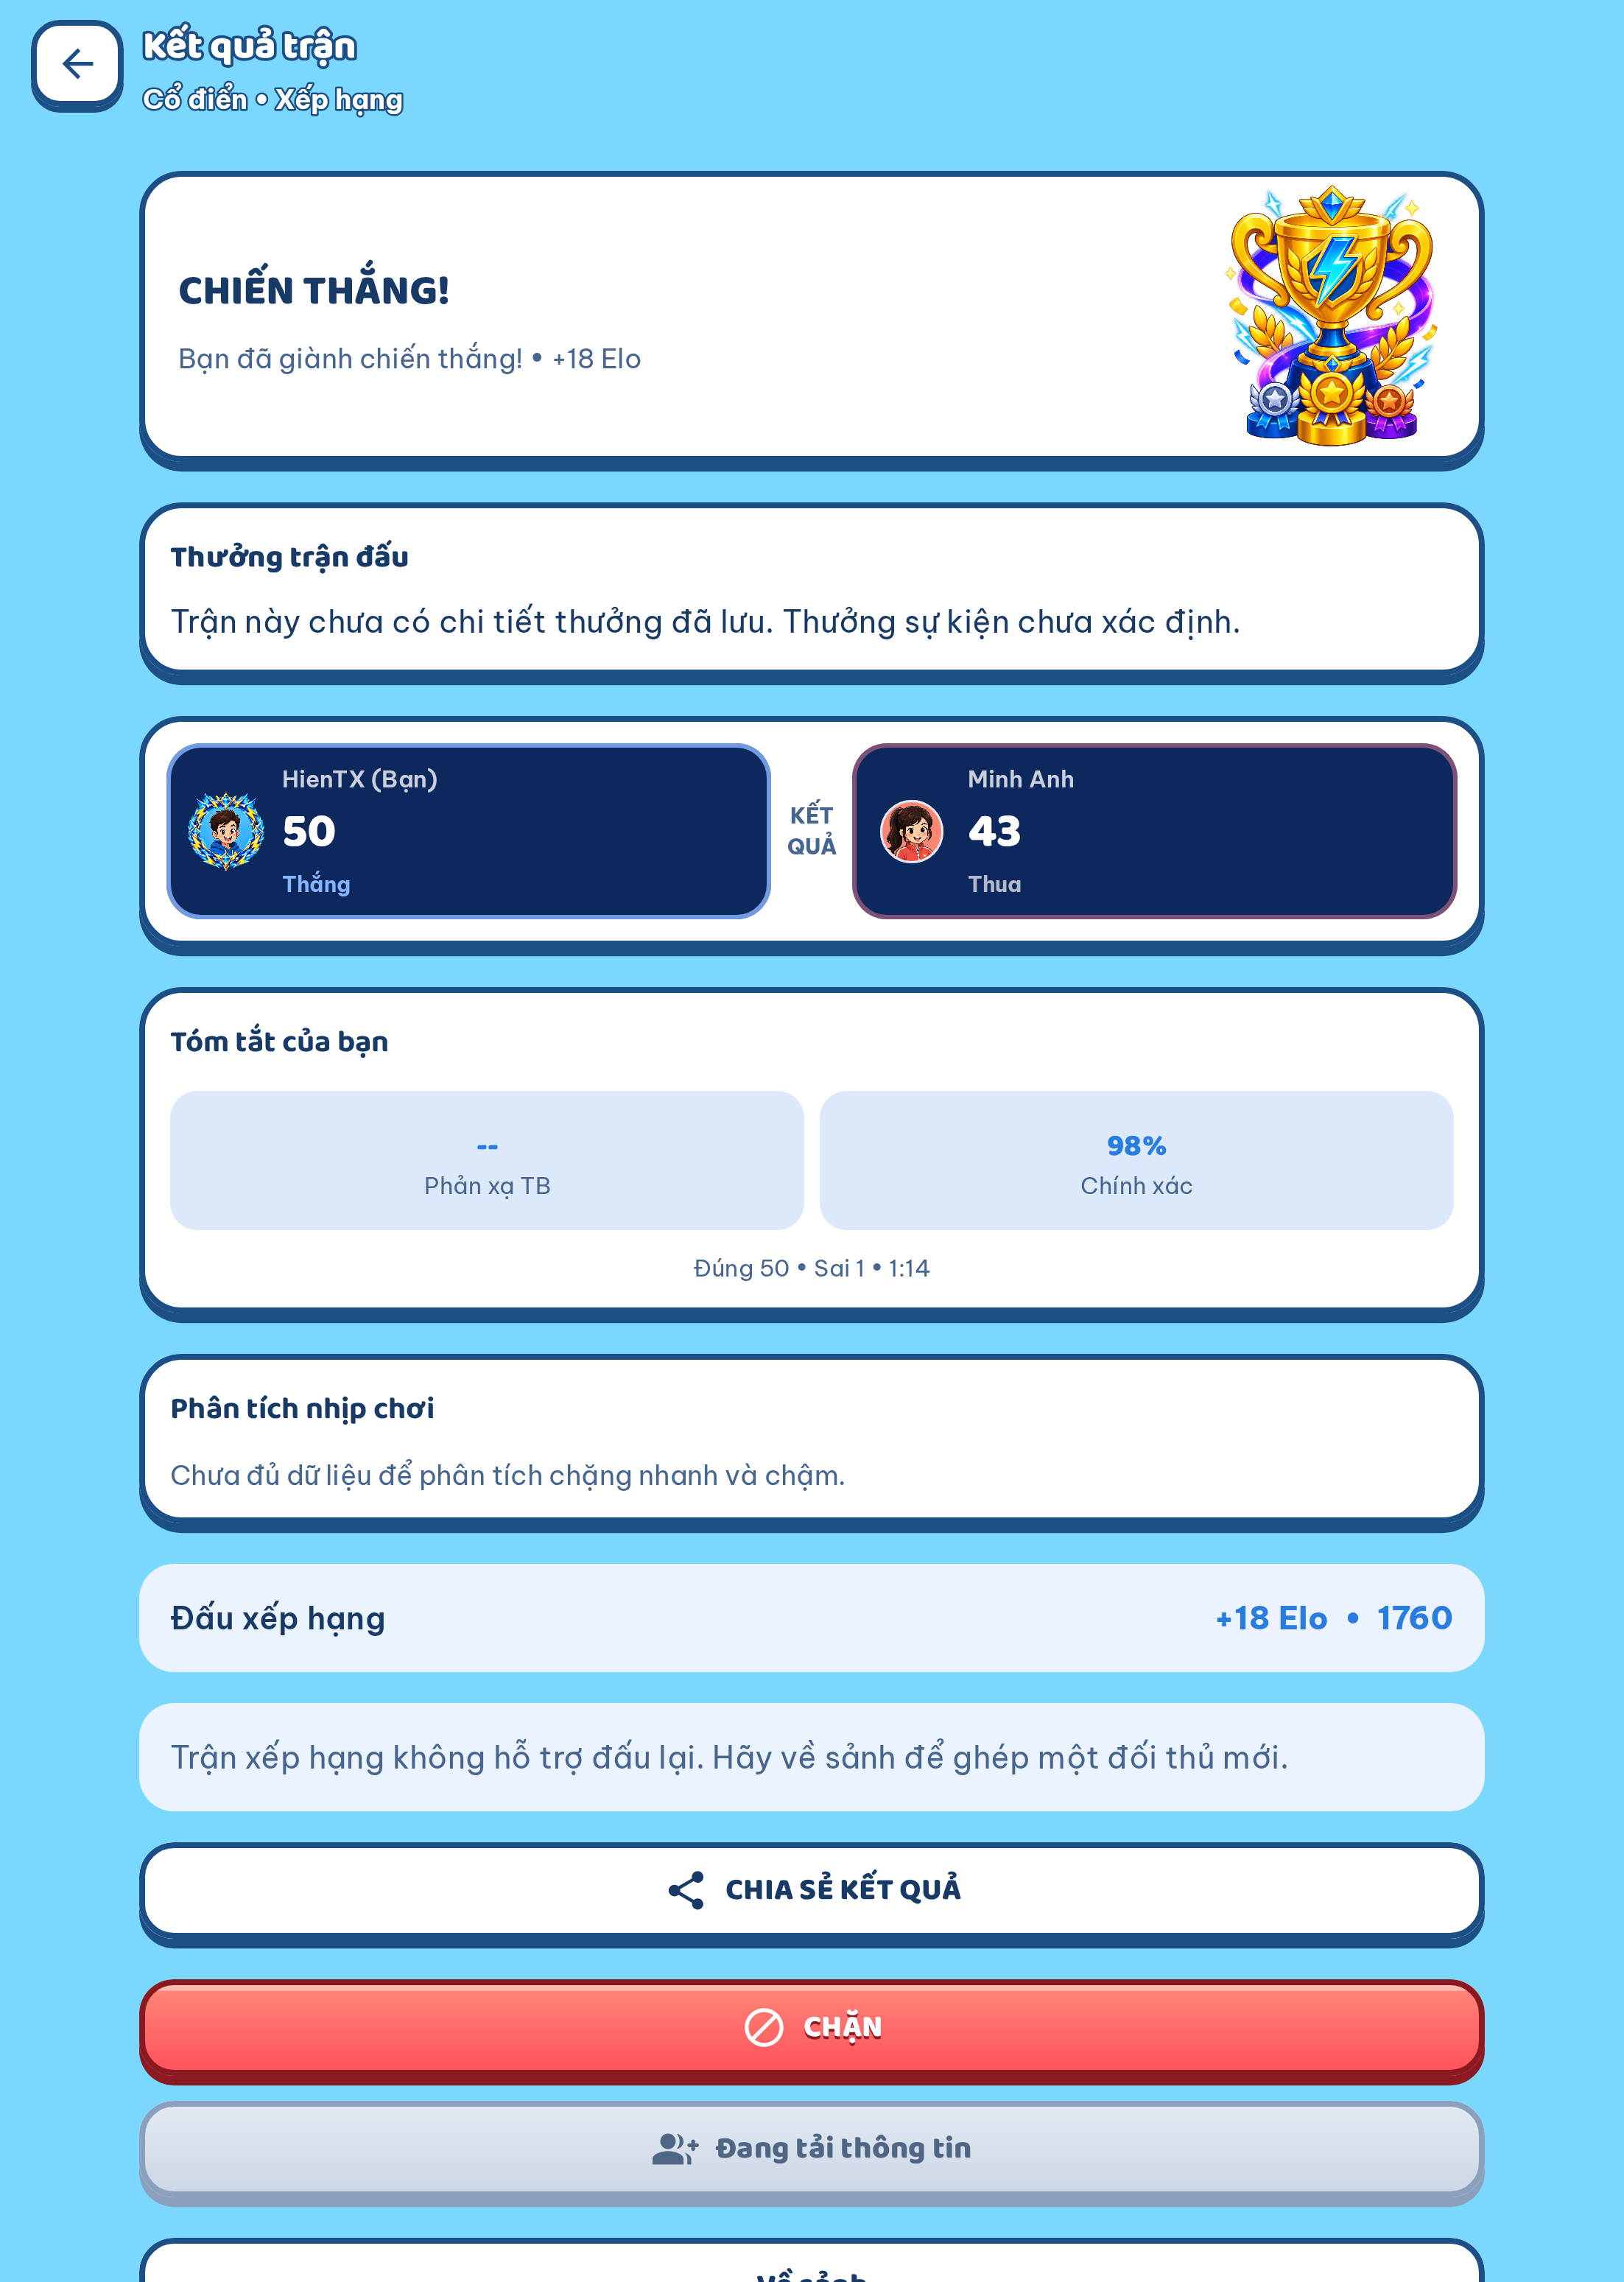 Kết quả trận
Cổ điển • Xếp hạng
CHIẾN THẮNG!
Bạn đã giành chiến thắng! • +18 Elo
Thưởng trận đấu
Trận này chưa có chi tiết thưởng đã lưu. Thưởng sự kiện chưa xác định.
HienTX (Bạn)
50
Thắng
KẾT
QUẢ
Minh Anh
43
Thua
Tóm tắt của bạn
--
Phản xạ TB
98%
Chính xác
Đúng 50 • Sai 1 • 1:14
Phân tích nhịp chơi
Chưa đủ dữ liệu để phân tích chặng nhanh và chậm.
Đấu xếp hạng
+18 Elo • 1760
Trận xếp hạng không hỗ trợ đấu lại. Hãy về sảnh để ghép một đối thủ mới.
CHIA SẺ KẾT QUẢ
CHẶN
Đang tải thông tin
Về sảnh